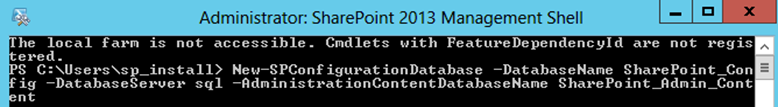 Administrator: SharePoint 2013 Management Shell
The local farm is not accessible. Cmdlets with FeatureDependencyId are not regis
tered.
PS C:\Users\sp_install> New-SPConfigurationDatabase -DatabaseName SharePoint_Con
fig -DatabaseServer sql -AdministrationContentDatabaseName SharePoint_Admin_Cont
ent